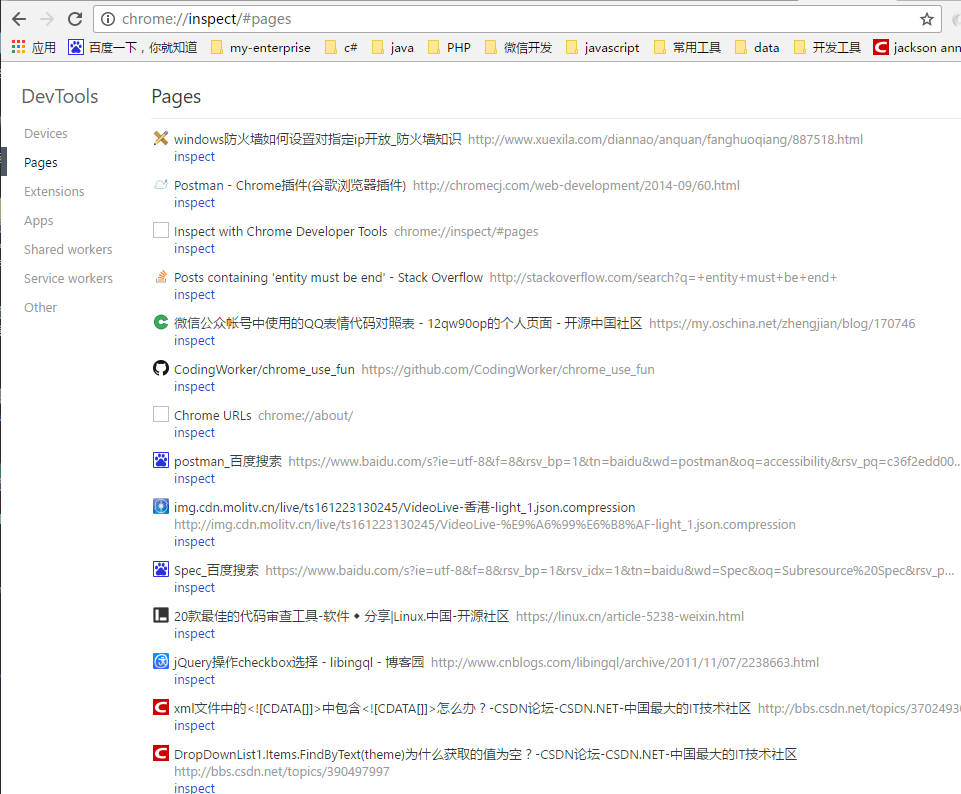 chrome://inspect/#pages
应用 百度一下，你就知道 my-enterprise c# java PHP 微信开发 javascript 常用工具 data 开发工具 jackson ann
DevTools
Devices
Pages
Extensions
Apps
Shared workers
Service workers
Other
Pages
windows防火墙如何设置对指定ip开放_防火墙知识 http://www.xuexila.com/diannao/anquan/fanghuoqiang/887518.html
inspect
Postman - Chrome插件(谷歌浏览器插件) http://chromecj.com/web-development/2014-09/60.html
inspect
Inspect with Chrome Developer Tools chrome://inspect/#pages
inspect
Posts containing 'entity must be end' - Stack Overflow http://stackoverflow.com/search?q=+entity+must+be+end+
inspect
微信公众帐号中使用的QQ表情代码对照表 - 12qw90op的个人页面 - 开源中国社区 https://my.oschina.net/zhengjian/blog/170746
inspect
CodingWorker/chrome_use_fun https://github.com/CodingWorker/chrome_use_fun
inspect
Chrome URLs chrome://about/
inspect
postman_百度搜索 https://www.baidu.com/s?ie=utf-8&f=8&rsv_bp=1&tn=baidu&wd=postman&oq=accessibility&rsv_pq=c36f2edd00...
inspect
img.cdn.molitv.cn/live/ts161223130245/VideoLive-香港-light_1.json.compression
http://img.cdn.molitv.cn/live/ts161223130245/VideoLive-%E9%A6%99%E6%B8%AF-light_1.json.compression
inspect
Spec_百度搜索 https://www.baidu.com/s?ie=utf-8&f=8&rsv_bp=1&rsv_idx=1&tn=baidu&wd=Spec&oq=Subresource%20Spec&rsv_p...
inspect
20款最佳的代码审查工具-软件 ◆ 分享|Linux.中国-开源社区 https://linux.cn/article-5238-weixin.html
inspect
jQuery操作checkbox选择 - libingql - 博客园 http://www.cnblogs.com/libingql/archive/2011/11/07/2238663.html
inspect
xml文件中的<![CDATA[]]>中包含<![CDATA[]]>怎么办？-CSDN论坛-CSDN.NET-中国最大的IT技术社区 http://bbs.csdn.net/topics/3702493
inspect
DropDownList1.Items.FindByText(theme)为什么获取的值为空？-CSDN论坛-CSDN.NET-中国最大的IT技术社区
http://bbs.csdn.net/topics/390497997
inspect